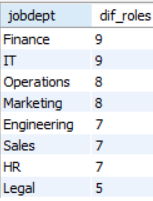 jobdept dif_roles
Finance 9
IT 9
Operations 8
Marketing 8
Engineering 7
Sales 7
HR 7
Legal 5